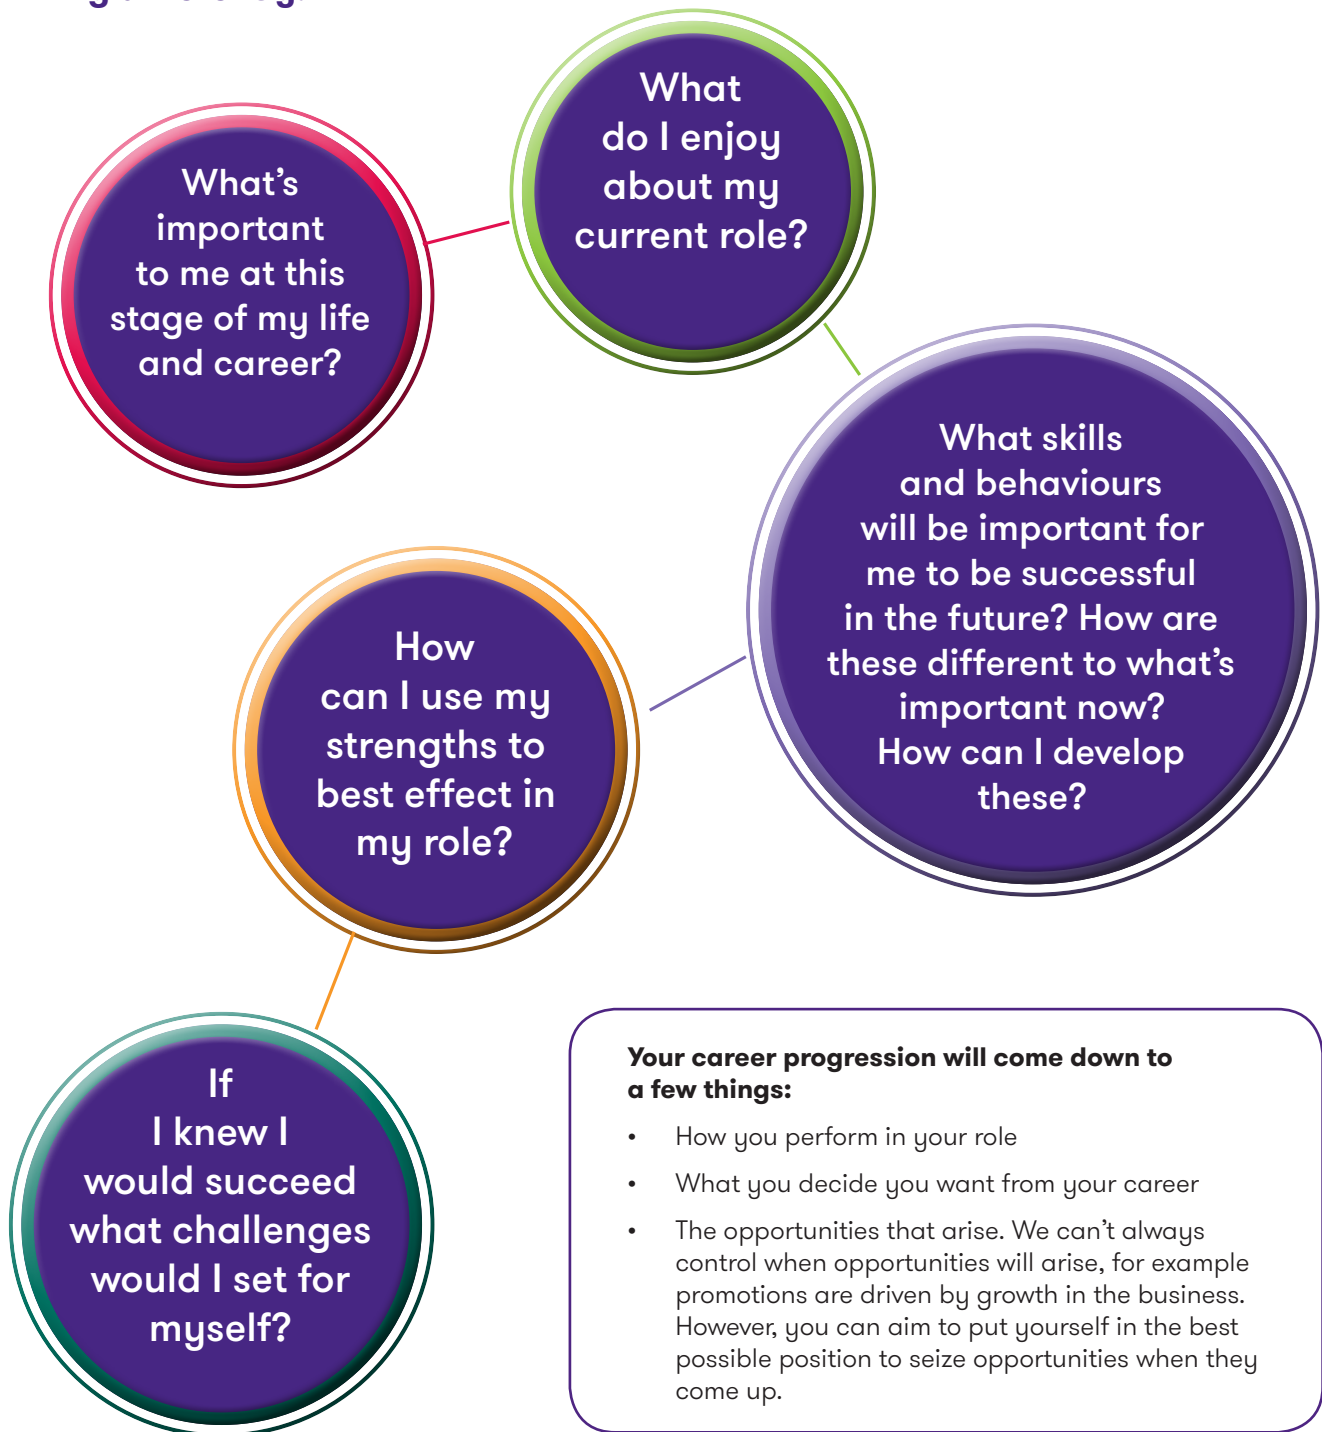 What's
important
to me at this
stage of my life
and career?
What
do I enjoy
about my
current role?
What skills
and behaviours
will be important for
me to be successful
in the future? How are
these different to what's
important now?
How can I develop
these?
How
can I use my
strengths to
best effect in
my role?
If
I knew I
would succeed
what challenges
would I set for
myself?
Your career progression will come down to
a few things:
• How you perform in your role
• What you decide you want from your career
• The opportunities that arise. We can't always
control when opportunities will arise, for example
promotions are driven by growth in the business.
However, you can aim to put yourself in the best
possible position to seize opportunities when they
come up.